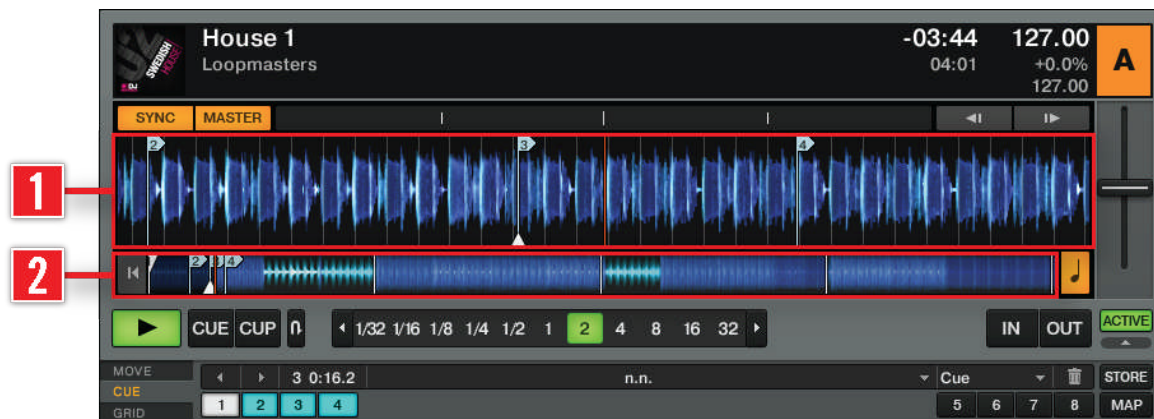 House 1
Loopmasters
SWEDISH
HOUSE
-03:44
04:01
127.00
+0.0%
127.00
A
SYNC
MASTER
2
3
4
1
2
2
3
4
CUE
CUP
1/32 1/16 1/8 1/4 1/2 1 2 4 8 16 32
IN
OUT
ACTIVE
MOVE
CUE
GRID
3 0:16.2
n.n.
Cue
STORE
1 2 3 4
5 6 7 8
MAP